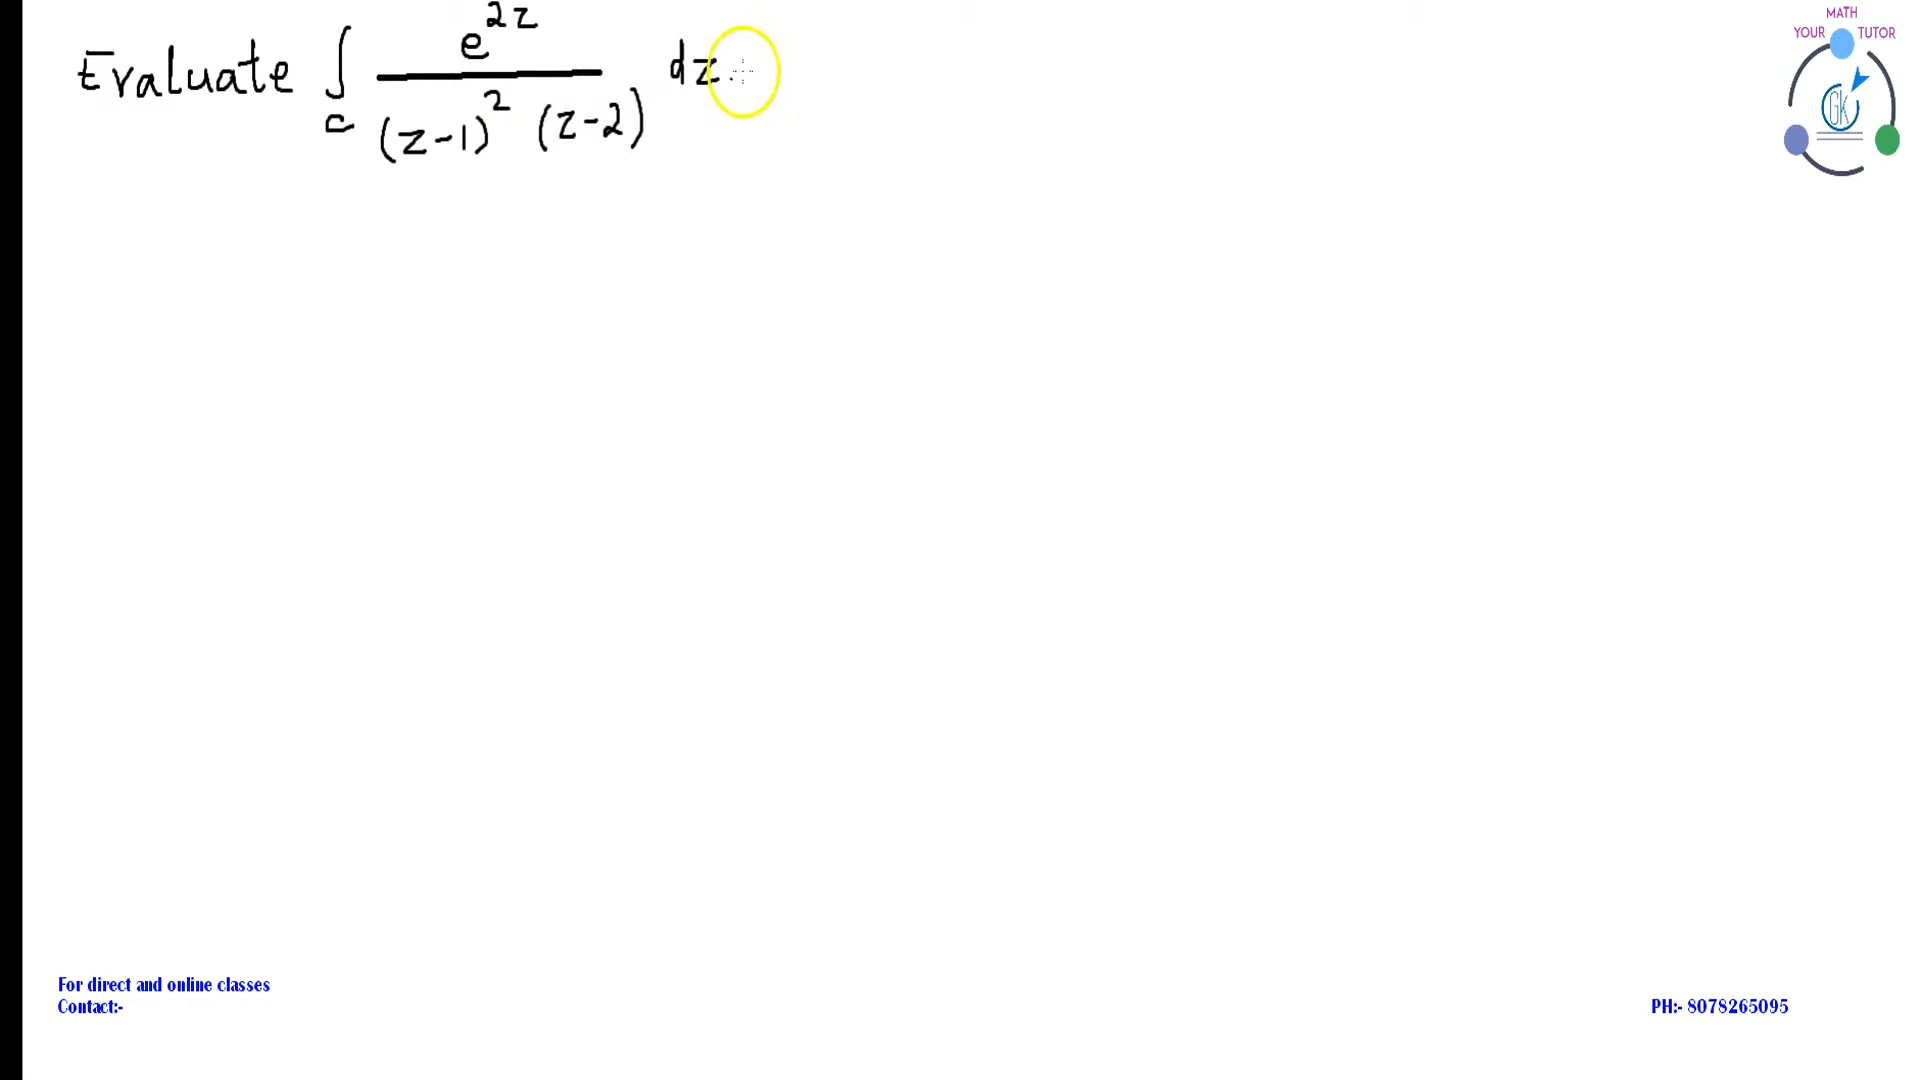 Evaluate ∫_C e^{2z} / ((z-1)^2 (z-2)) dz.
MATH
YOUR TUTOR
GK
For direct and online classes
Contact:-
PH:- 8078265095